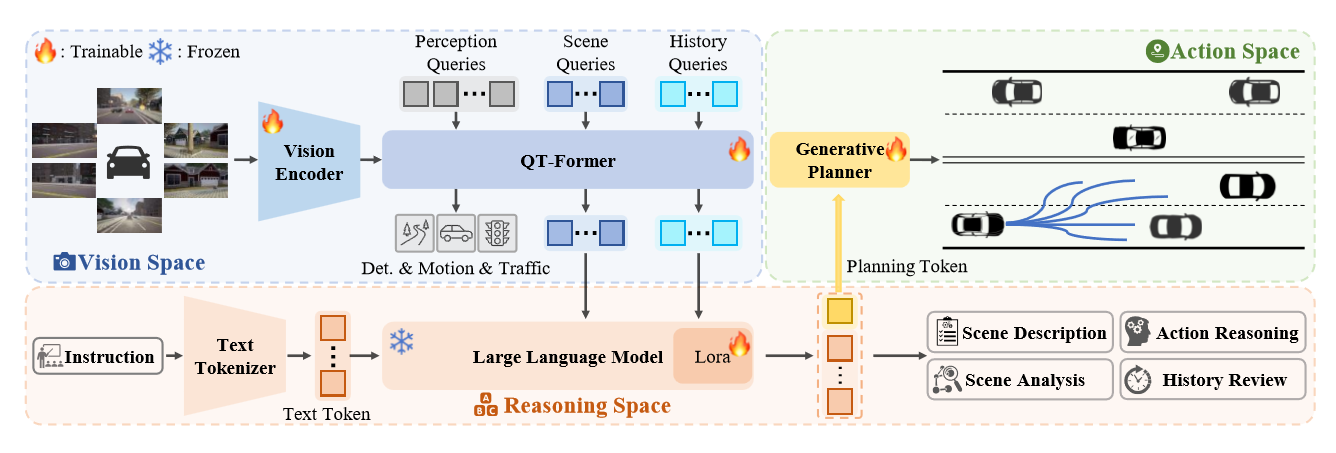 : Trainable
: Frozen
Perception
Queries
Scene
Queries
History
Queries
Action Space
Vision
Encoder
QT-Former
Generative
Planner
Vision Space
Det. & Motion & Traffic
Planning Token
Instruction
Text
Tokenizer
Text Token
Large Language Model
Lora
A
B C
Reasoning Space
Scene Description
Action Reasoning
Scene Analysis
History Review